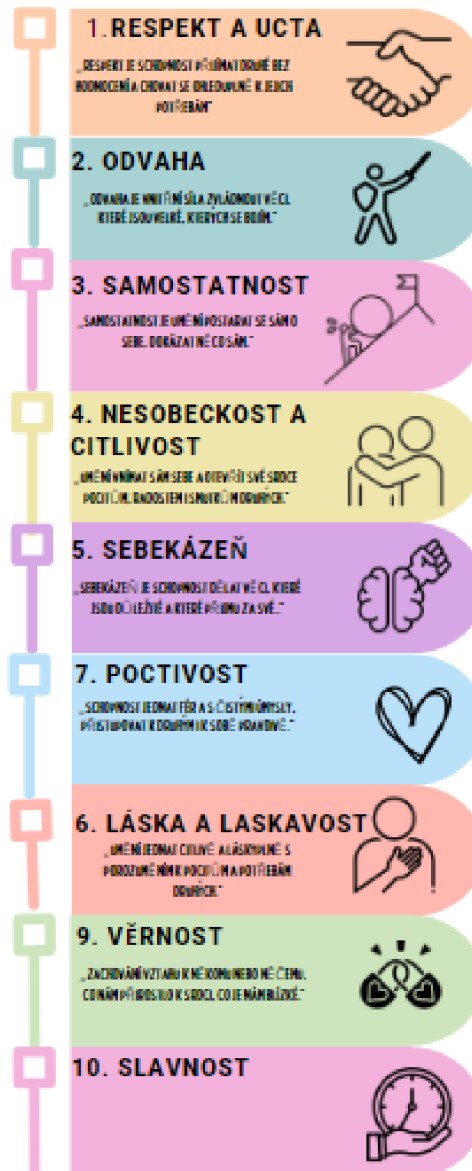 1. RESPEKT A UCTA
„RESPEKT JE SCHOPNOST PŘIJÍMAT DRUHÉ BEZ
HODNOCENÍ A CHOVAT SE OHLEDUPLNĚ K JEJICH
POTŘEBÁM“
2. ODVAHA
„ODVAHA JE VNITŘNÍ SÍLA ZVLÁDNOUT VĚCI,
KTERÉ JSOU VELKÉ, KTERÝCH SE BOJÍM.“
3. SAMOSTATNOST
„SAMOSTATNOST JE UMĚNÍ POSTARAT SE SÁM O
SEBE, DOKÁZAT NĚCO SÁM.“
4. NESOBECKOST A
CITLIVOST
„UMĚNÍ VNÍMAT SÁM SEBE A OTEVŘÍT SVÉ SRDCE
POCITŮM, RADOSTEM I SMUTKŮM DRUHÝCH.“
5. SEBEKÁZEŇ
„SEBEKÁZEŇ JE SCHOPNOST DĚLAT VĚCI, KTERÉ
JSOU DŮLEŽITÉ A KTERÉ PŘIJMU ZA SVÉ.“
7. POCTIVOST
„SCHOPNOST JEDNAT FÉR A S ČISTÝMI ÚMYSLY,
PŘISTUPOVAT K DRUHÝM I K SOBĚ PRAVDIVĚ.“
6. LÁSKA A LASKAVOST
„UMĚNÍ JEDNAT CITLIVĚ A LÁSKYPLNĚ S
POROZUMĚNÍM K POCITŮM A POTŘEBÁM
DRUHÝCH.“
9. VĚRNOST
„ZACHOVÁNÍ VZTAHU K NĚKOMU NEBO NĚČEMU,
CO NÁM PŘIROSTLO K SRDCI, CO JE NÁM BLÍZKÉ.“
10. SLAVNOST